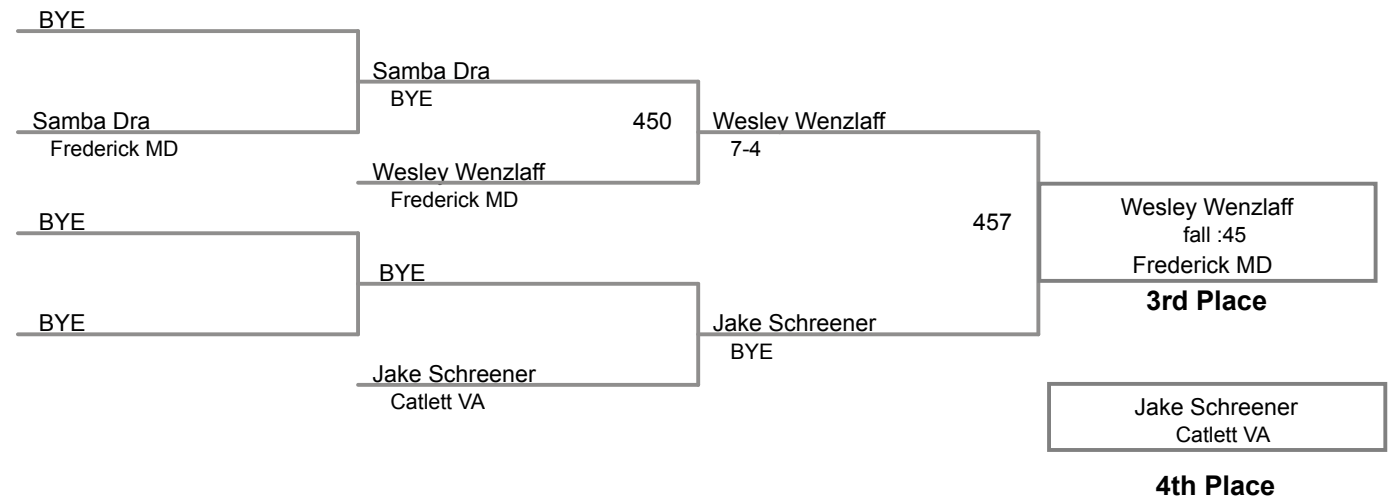 BYE
Samba Dra
BYE
Samba Dra
Frederick MD
450
Wesley Wenzlaff
7-4
Wesley Wenzlaff
Frederick MD
BYE
457
Wesley Wenzlaff
fall :45
Frederick MD
3rd Place
BYE
BYE
Jake Schreener
BYE
Jake Schreener
Catlett VA
Jake Schreener
Catlett VA
4th Place